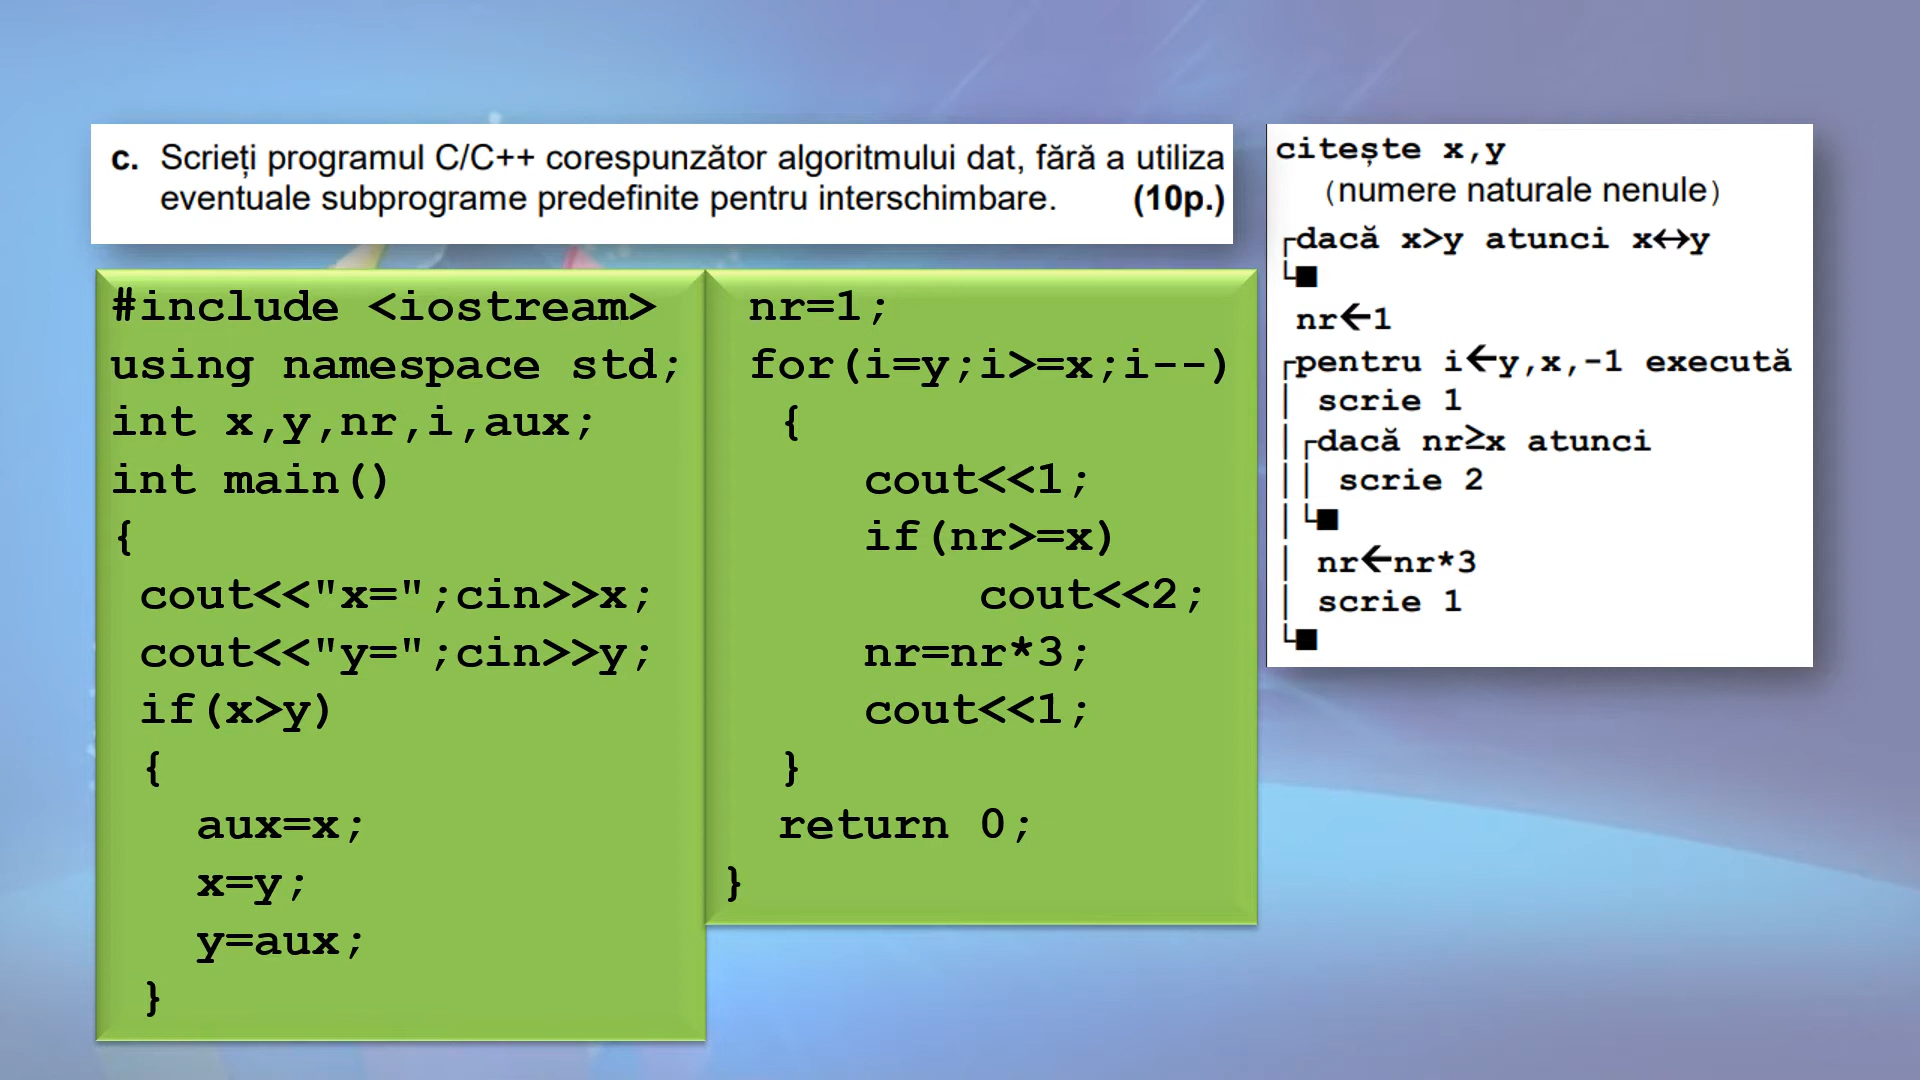 c. Scrieți programul C/C++ corespunzător algoritmului dat, fără a utiliza
eventuale subprograme predefinite pentru interschimbare. (10p.)
#include <iostream>
using namespace std;
int x,y,nr,i,aux;
int main()
{
cout<<"x=";cin>>x;
cout<<"y=";cin>>y;
if(x>y)
{
aux=x;
x=y;
y=aux;
}
nr=1;
for(i=y;i>=x;i--)
{
cout<<1;
if(nr>=x)
cout<<2;
nr=nr*3;
cout<<1;
}
return 0;
}
citește x,y
(numere naturale nenule)
┌dacă x>y atunci x↔y
└■
nr←1
┌pentru i←y,x,-1 execută
│ scrie 1
│┌dacă nr≥x atunci
││ scrie 2
│└■
│ nr←nr*3
│ scrie 1
└■